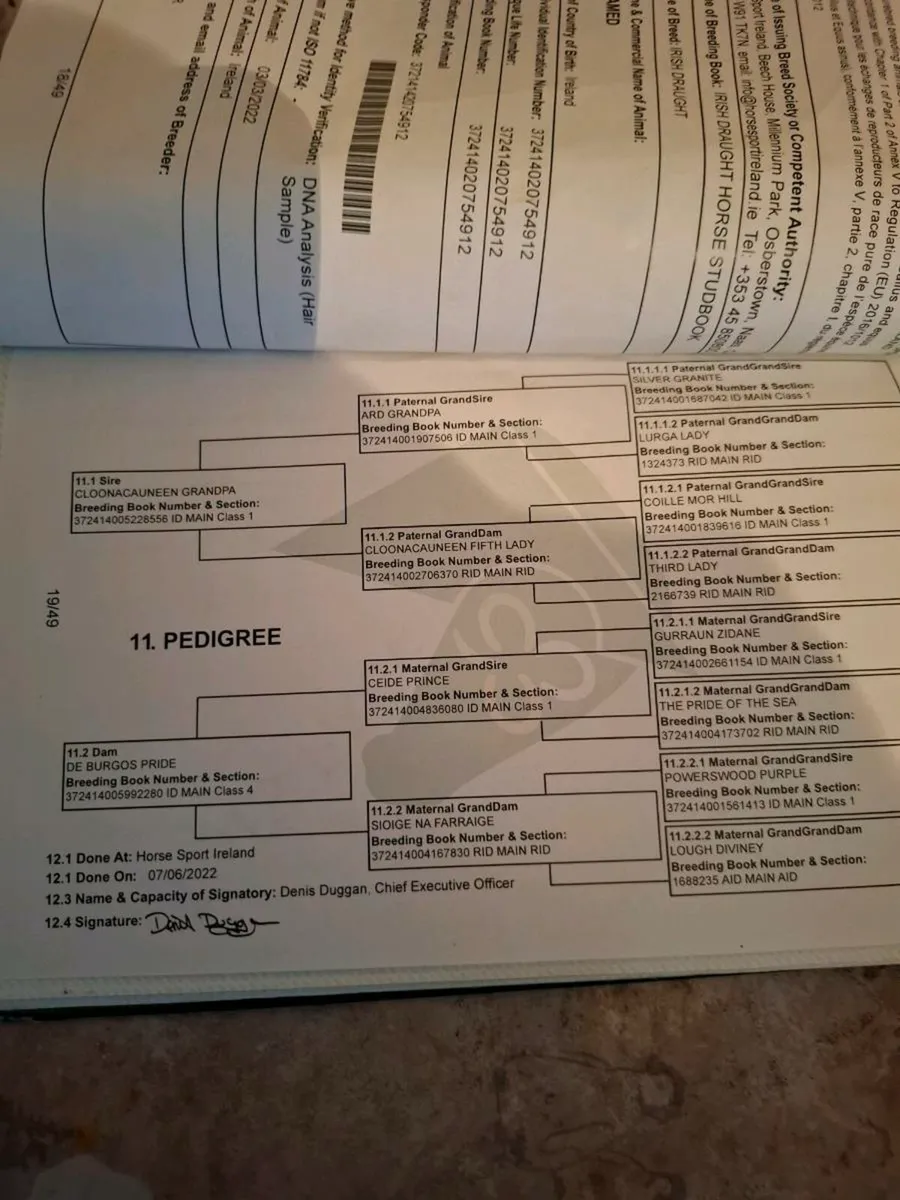 unus and
2012
e of Issuing Breed Society or Competent Authority:
Sport Ireland, Beech House, Millennium Park, Osberstown,
W91 TK7N email: info@horsesportireland.ie Tel: +353 45
e of Breeding Book: IRISH DRAUGHT HORSE STUDBOOK
e of Breed: IRISH DRAUGHT
e & Commercial Name of Animal:
AMED
of Country of Birth: Ireland
dividual Identification Number: 372414020754912
que Life Number: 372414020754912
ding Book Number: 372414020754912
ification of Animal
sponder Code: 372414020754912
ve method for Identity Verification: DNA Analysis (Hair
Sample)
m if not ISO 11784: -
f Animal: 03/03/2022
h of Animal: Ireland
and email address of Breeder:
18/49
19/49
11. PEDIGREE
11.1 Sire
CLOONACAUNEEN GRANDPA
Breeding Book Number & Section:
372414005228556 ID MAIN Class 1
11.1.1 Paternal GrandSire
ARD GRANDPA
Breeding Book Number & Section:
372414001907506 ID MAIN Class 1
11.1.1.1 Paternal GrandGrandSire
SILVER GRANITE
Breeding Book Number & Section:
372414001687042 ID MAIN Class 1
11.1.1.2 Paternal GrandGrandDam
LURGA LADY
Breeding Book Number & Section:
1324373 RID MAIN RID
11.1.2 Paternal GrandDam
CLOONACAUNEEN FIFTH LADY
Breeding Book Number & Section:
372414002706370 RID MAIN RID
11.1.2.1 Paternal GrandGrandSire
COILLE MOR HILL
Breeding Book Number & Section:
372414001839616 ID MAIN Class 1
11.1.2.2 Paternal GrandGrandDam
THIRD LADY
Breeding Book Number & Section:
2166739 RID MAIN RID
11.2 Dam
DE BURGOS PRIDE
Breeding Book Number & Section:
372414005992280 ID MAIN Class 4
11.2.1 Maternal GrandSire
CEIDE PRINCE
Breeding Book Number & Section:
372414004836080 ID MAIN Class 1
11.2.1.1 Maternal GrandGrandSire
GURRAUN ZIDANE
Breeding Book Number & Section:
372414002661154 ID MAIN Class 1
11.2.1.2 Maternal GrandGrandDam
THE PRIDE OF THE SEA
Breeding Book Number & Section:
372414004173702 RID MAIN RID
11.2.2 Maternal GrandDam
SIOIGE NA FARRAIGE
Breeding Book Number & Section:
372414004167830 RID MAIN RID
11.2.2.1 Maternal GrandGrandSire
POWERSWOOD PURPLE
Breeding Book Number & Section:
372414001561413 ID MAIN Class 1
11.2.2.2 Maternal GrandGrandDam
LOUGH DIVINEY
Breeding Book Number & Section:
1688235 AID MAIN AID
12.1 Done At: Horse Sport Ireland
12.1 Done On: 07/06/2022
12.3 Name & Capacity of Signatory: Denis Duggan, Chief Executive Officer
12.4 Signature: